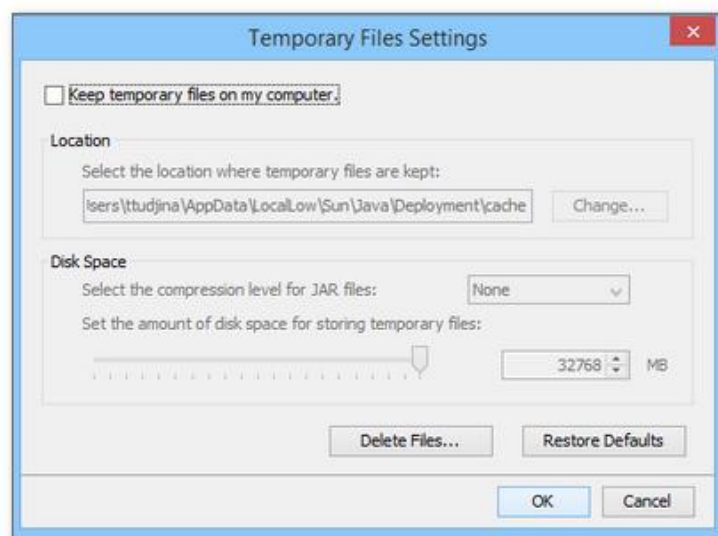 Temporary Files Settings
Keep temporary files on my computer.
Location
Select the location where temporary files are kept:
sers\ttudjina\AppData\LocalLow\Sun\Java\Deployment\cache
Change...
Disk Space
Select the compression level for JAR files:
None
Set the amount of disk space for storing temporary files:
32768 MB
Delete Files...
Restore Defaults
OK
Cancel